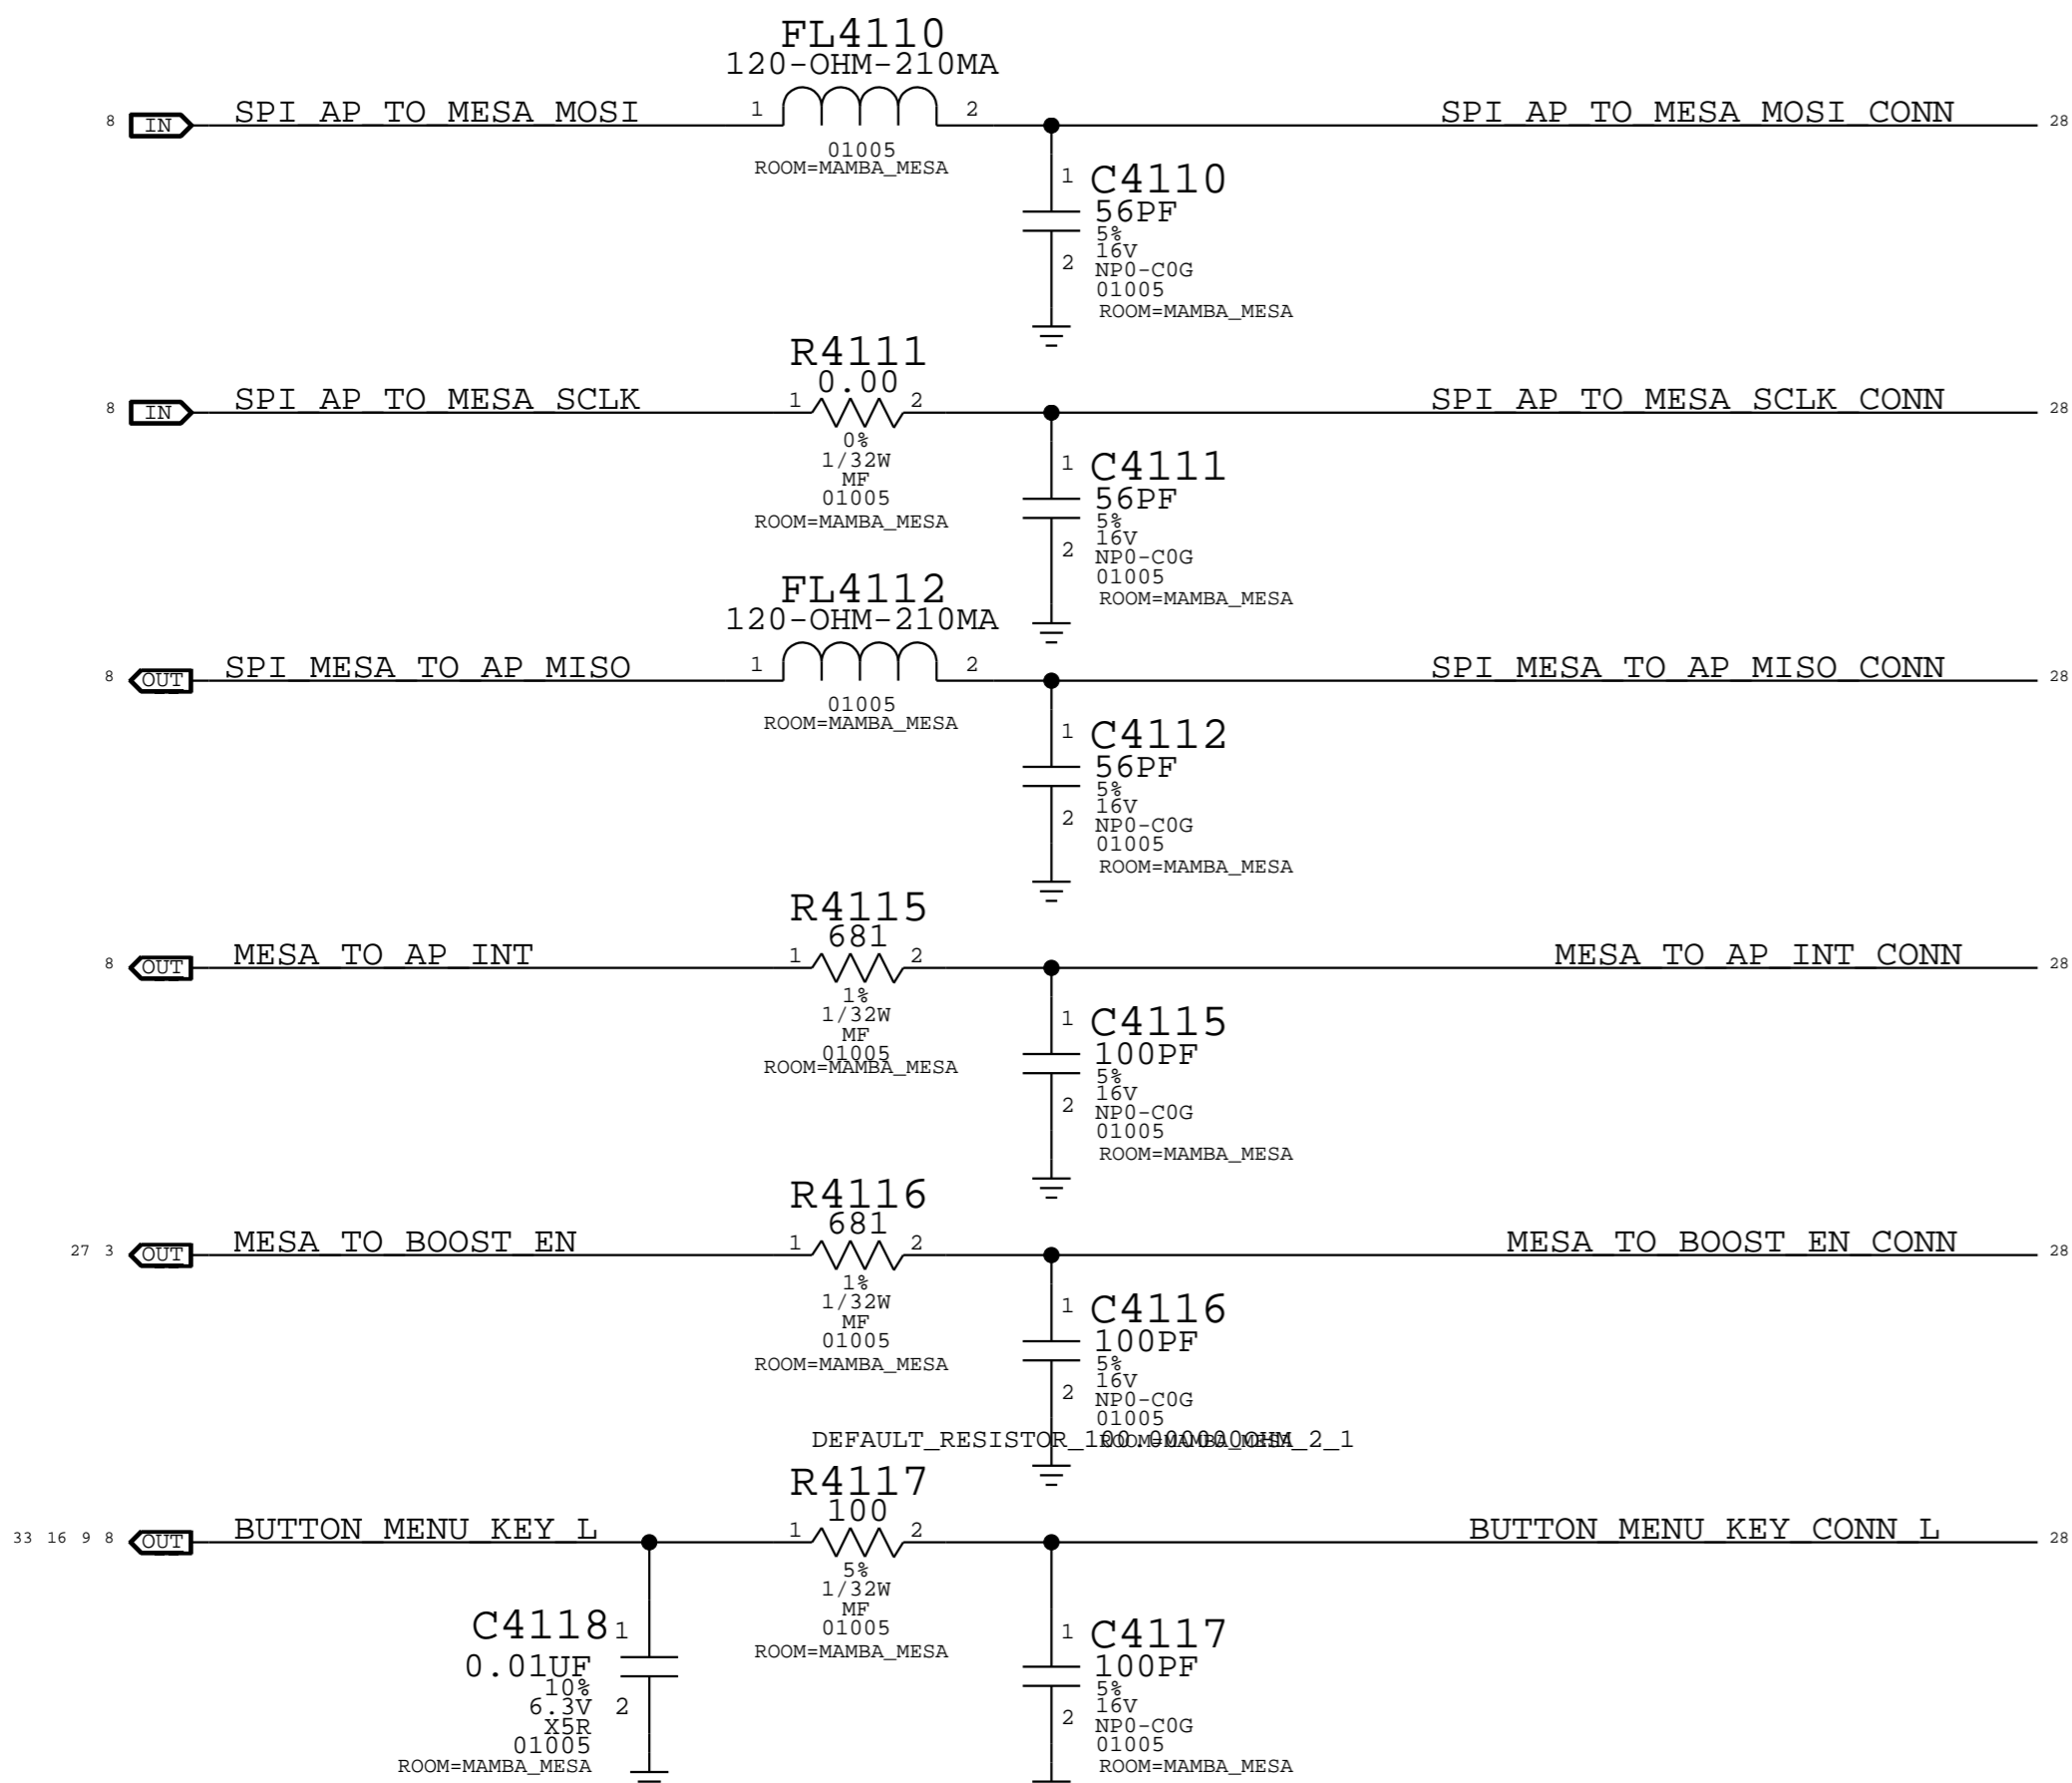 FL4110
120-OHM-210MA
8 IN SPI_AP_TO_MESA_MOSI 1 2 SPI_AP_TO_MESA_MOSI_CONN 28
01005
ROOM=MAMBA_MESA
1 C4110
56PF
5%
16V
2 NP0-C0G
01005
ROOM=MAMBA_MESA
R4111
0.00
8 IN SPI_AP_TO_MESA_SCLK 1 2 SPI_AP_TO_MESA_SCLK_CONN 28
0%
1/32W
MF
01005
ROOM=MAMBA_MESA
1 C4111
56PF
5%
16V
2 NP0-C0G
01005
ROOM=MAMBA_MESA
FL4112
120-OHM-210MA
8 OUT SPI_MESA_TO_AP_MISO 1 2 SPI_MESA_TO_AP_MISO_CONN 28
01005
ROOM=MAMBA_MESA
1 C4112
56PF
5%
16V
2 NP0-C0G
01005
ROOM=MAMBA_MESA
R4115
681
8 OUT MESA_TO_AP_INT 1 2 MESA_TO_AP_INT_CONN 28
1%
1/32W
MF
01005
ROOM=MAMBA_MESA
1 C4115
100PF
5%
16V
2 NP0-C0G
01005
ROOM=MAMBA_MESA
R4116
681
27 3 OUT MESA_TO_BOOST_EN 1 2 MESA_TO_BOOST_EN_CONN 28
1%
1/32W
MF
01005
ROOM=MAMBA_MESA
1 C4116
100PF
5%
16V
2 NP0-C0G
01005
ROOM=MAMBA_MESA
DEFAULT_RESISTOR_100.000000OHM_2_1
R4117
100
33 16 9 8 OUT BUTTON_MENU_KEY_L 1 2 BUTTON_MENU_KEY_CONN_L 28
5%
1/32W
MF
01005
ROOM=MAMBA_MESA
C4118 1
0.01UF
10%
6.3V 2
X5R
01005
ROOM=MAMBA_MESA
1 C4117
100PF
5%
16V
2 NP0-C0G
01005
ROOM=MAMBA_MESA